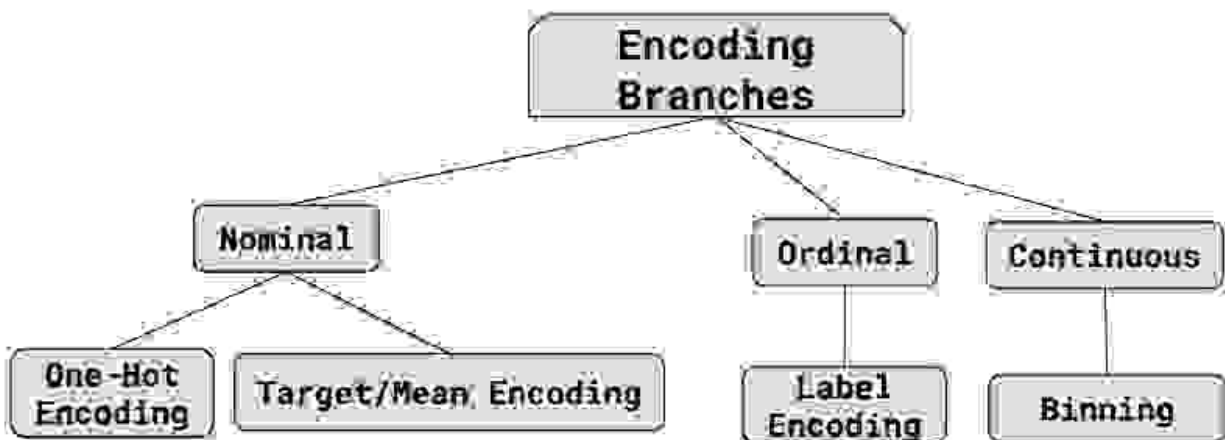 Encoding
Branches
Nominal
Ordinal
Continuous
One-Hot
Encoding
Target/Mean Encoding
Label
Encoding
Binning